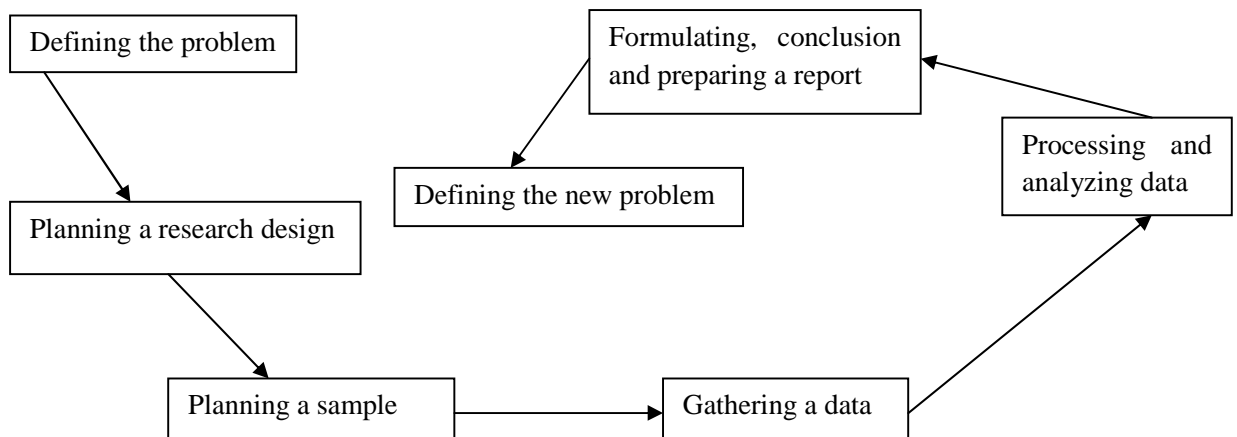 Defining the problem
Formulating, conclusion
and preparing a report
Processing and
analyzing data
Defining the new problem
Planning a research design
Planning a sample
Gathering a data